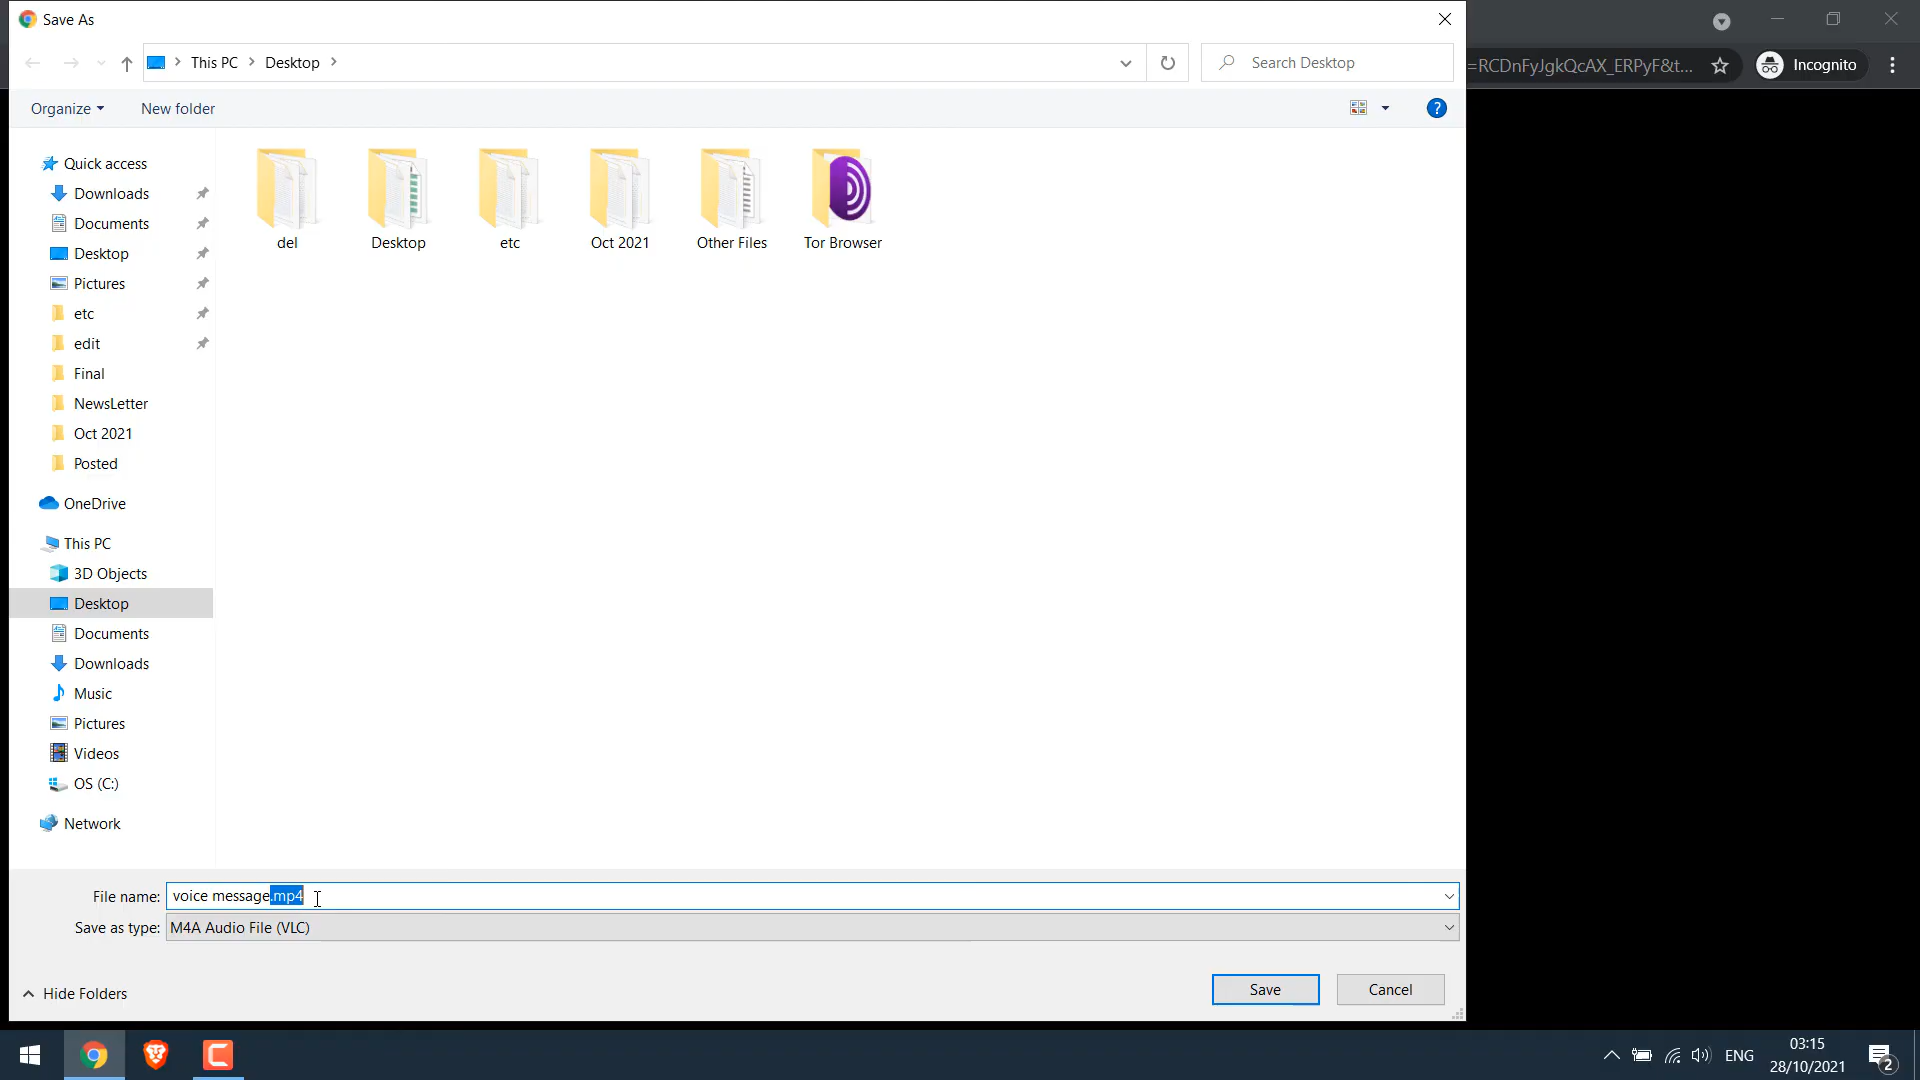 Save As
This PC
Desktop
Search Desktop
=RCDnFyJgkQcAX_ERPyF&t...
Incognito
Organize
New folder
?
Quick access
Downloads
Documents
Desktop
Pictures
etc
edit
Final
NewsLetter
Oct 2021
Posted
OneDrive
This PC
3D Objects
Desktop
Documents
Downloads
Music
Pictures
Videos
OS (C:)
Network
del
Desktop
etc
Oct 2021
Other Files
Tor Browser
File name: voice message.mp4
Save as type: M4A Audio File (VLC)
Hide Folders
Save
Cancel
ENG
03:15
28/10/2021
2